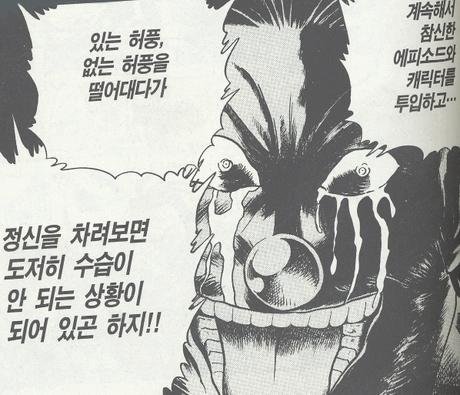 계속해서
참신한
에피소드와
캐릭터를
투입하고…
있는 허풍,
없는 허풍을
떨어대다가
정신을 차려보면
도저히 수습이
안 되는 상황이
되어 있곤 하지!!